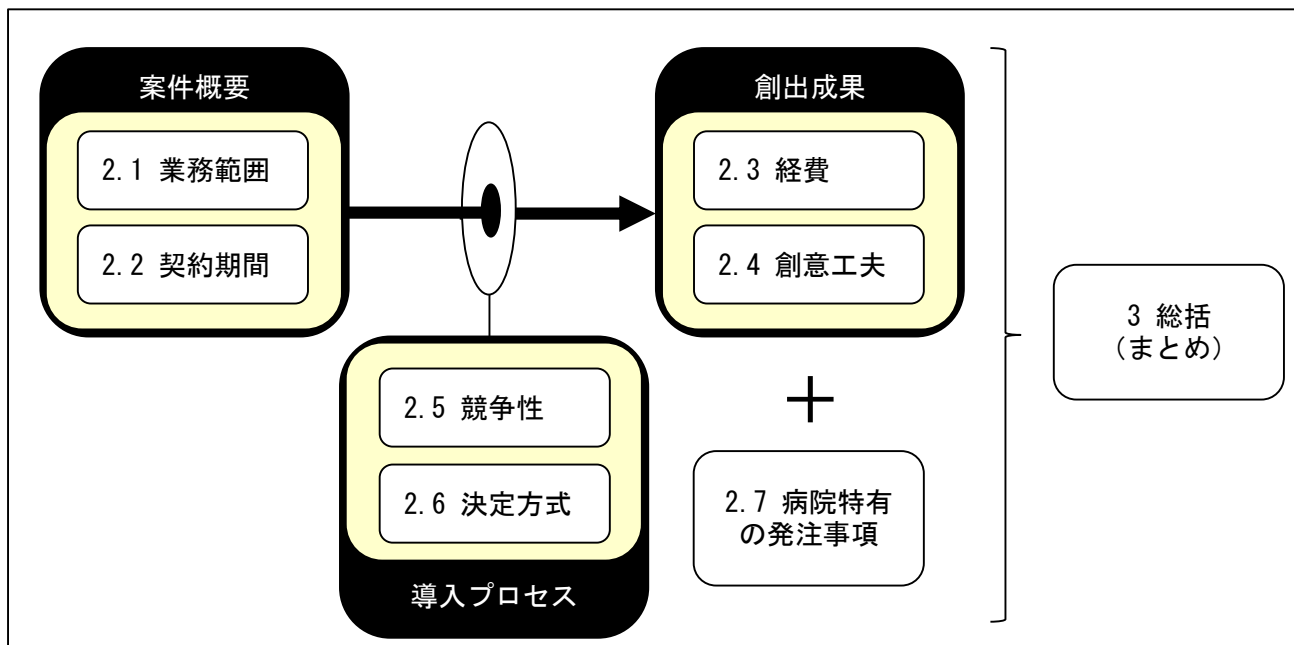 案件概要
2.1 業務範囲
2.2 契約期間
創出成果
2.3 経費
2.4 創意工夫
2.5 競争性
2.6 決定方式
導入プロセス
+
2.7 病院特有
の発注事項
3 総括
(まとめ)